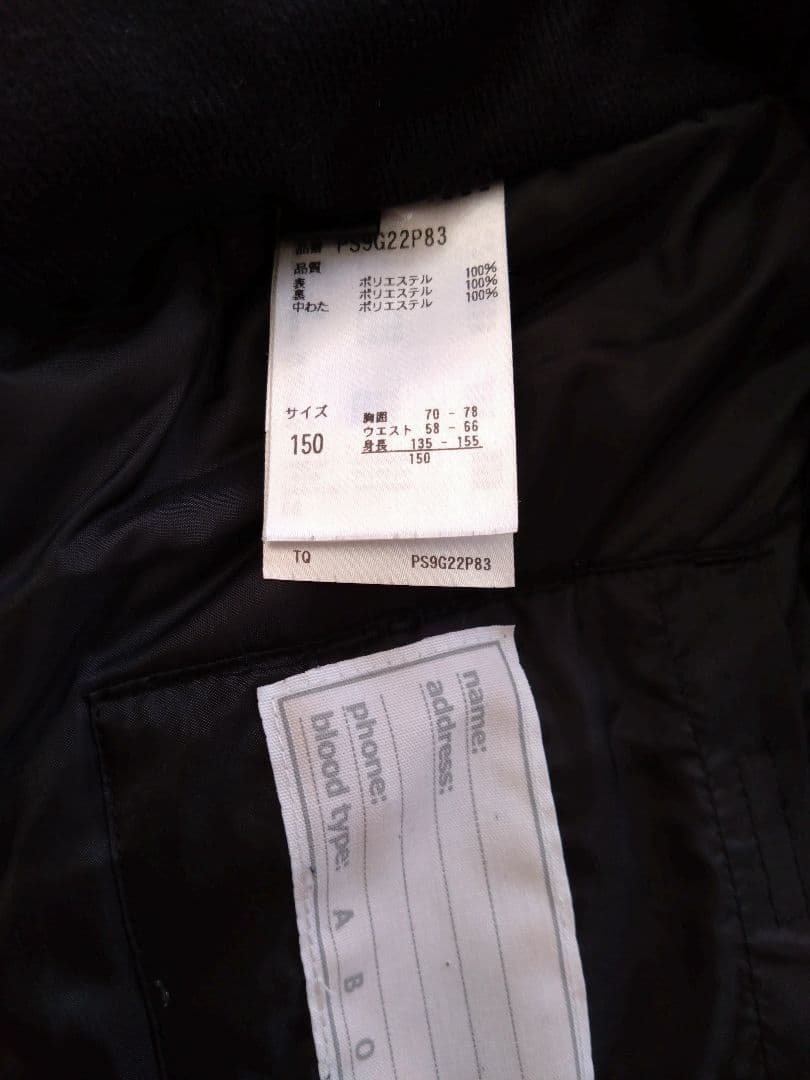 品番 PS9G22P83
品質
表 ポリエステル 100%
裏 ポリエステル 100%
中わた ポリエステル 100%
サイズ
150
胸囲 70 - 78
ウエスト 58 - 66
身長 135 - 155
150
TQ PS9G22P83
name:
address:
phone:
blood type: A B O